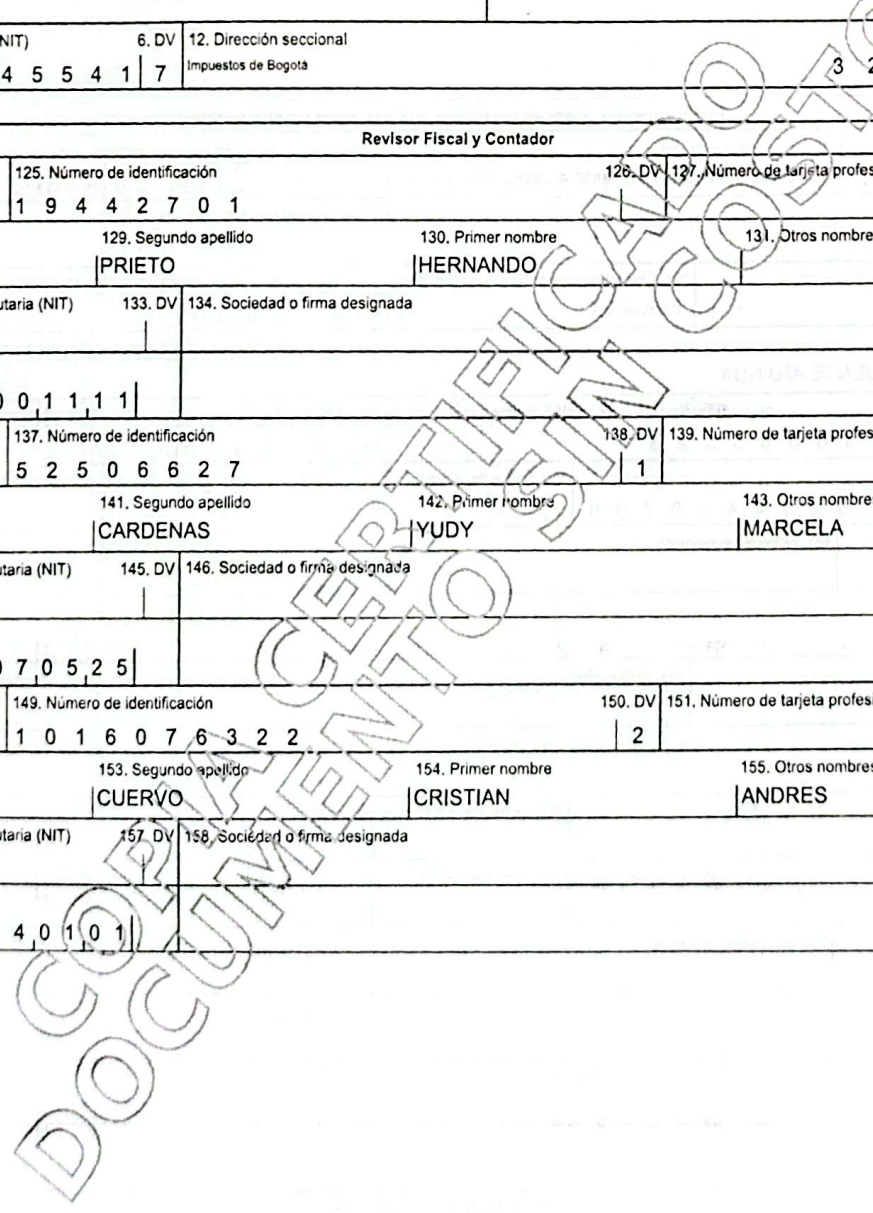 NIT) 6. DV 12. Dirección seccional
4 5 5 4 1 7 Impuestos de Bogotá 3 2
Revisor Fiscal y Contador
125. Número de identificación 126. DV 127. Número de tarjeta profes
1 9 4 4 2 7 0 1
129. Segundo apellido 130. Primer nombre 131. Otros nombre
PRIETO HERNANDO
utaria (NIT) 133. DV 134. Sociedad o firma designada
0 0 1 1 1 1
137. Número de identificación 138. DV 139. Número de tarjeta profes
5 2 5 0 6 6 2 7 1
141. Segundo apellido 142. Primer nombre 143. Otros nombre
CARDENAS YUDY MARCELA
utaria (NIT) 145. DV 146. Sociedad o firma designada
0 7 0 5 2 5
149. Número de identificación 150. DV 151. Número de tarjeta profesi
1 0 1 6 0 7 6 3 2 2 2
153. Segundo apellido 154. Primer nombre 155. Otros nombres
CUERVO CRISTIAN ANDRES
utaria (NIT) 157. DV 158. Sociedad o firma designada
4 0 1 0 1
COPIA CERTIFICADO
DOCUMENTO SIN COSTO